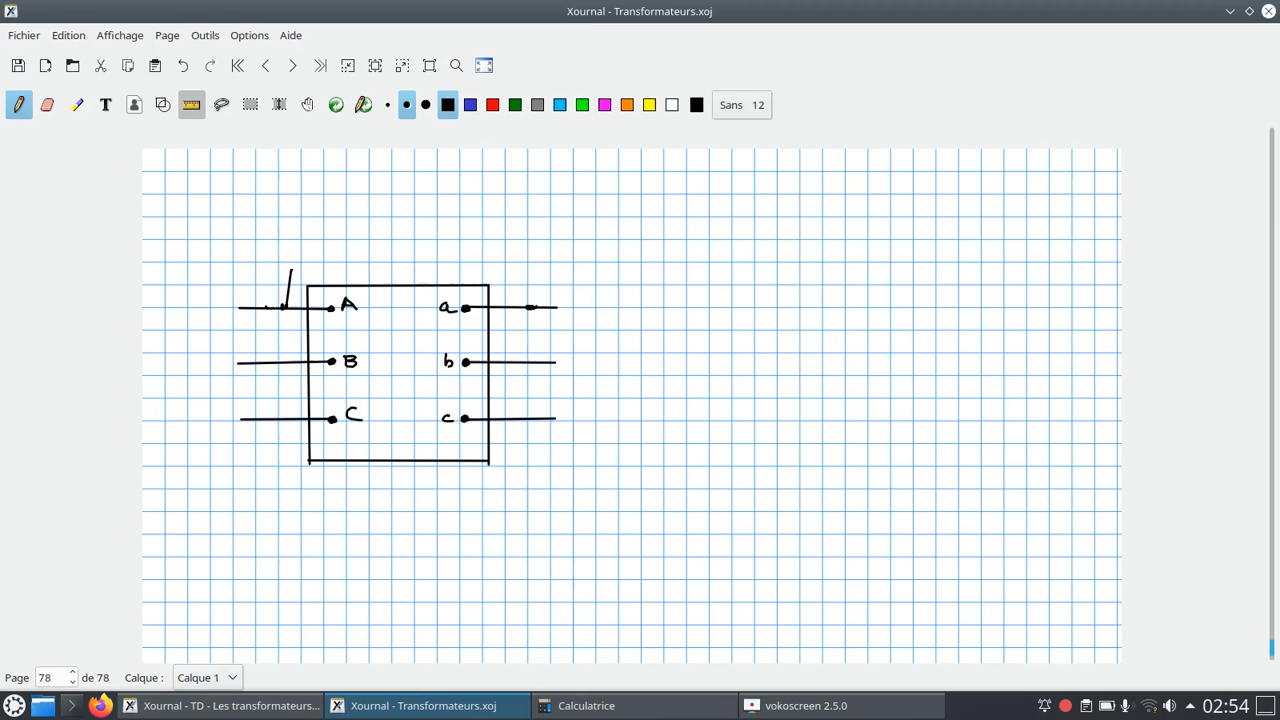 Xournal - Transformateurs.xoj
Fichier Edition Affichage Page Outils Options Aide
T Sans 12
A a
B b
C c
Page 78 de 78 Calque : Calque 1
Xournal - TD - Les transformateurs... Xournal - Transformateurs.xoj Calculatrice vokoscreen 2.5.0 02:54